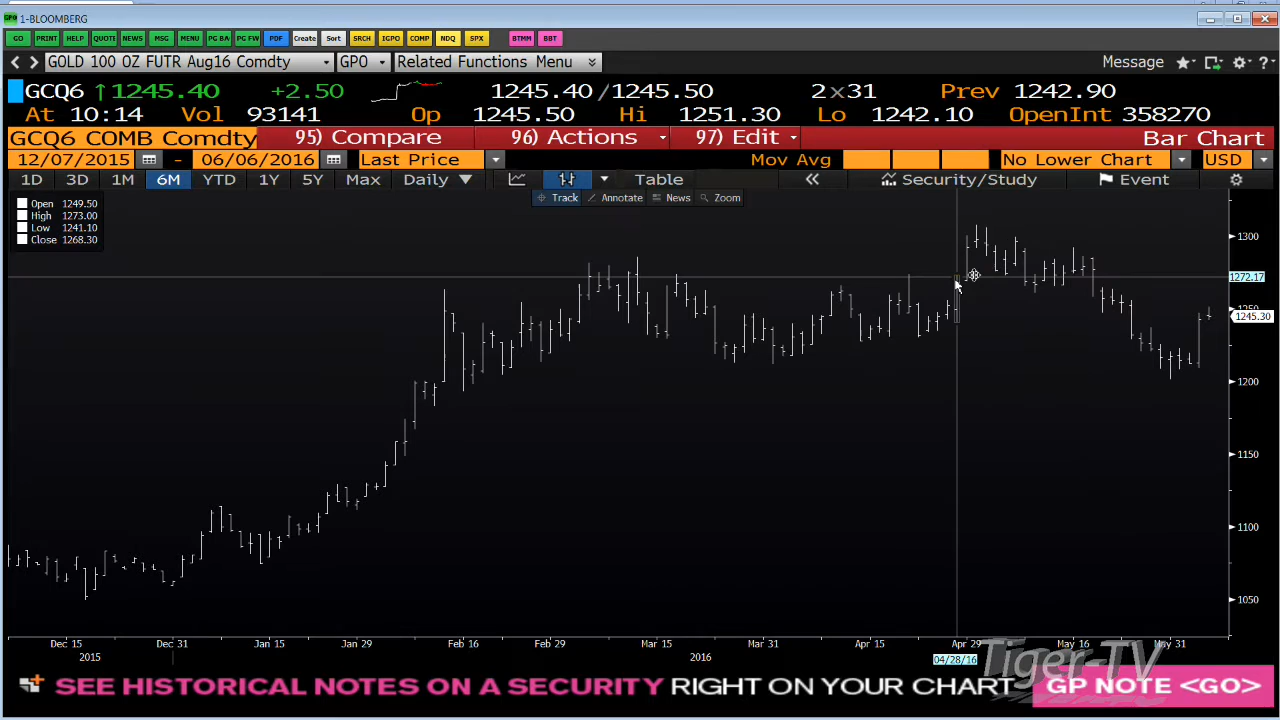 GPO 1-BLOOMBERG
GO PRINT HELP QUOTE NEWS MSG MENU PG BA PG FW PDF Create Sort SRCH IGPO COMP NDQ SPX BTMM BBT
GOLD 100 OZ FUTR Aug16 Comdty GPO Related Functions Menu Message
GCQ6 ↑1245.40 +2.50 1245.40/1245.50 2x31 Prev 1242.90
At 10:14 Vol 93141 Op 1245.50 Hi 1251.30 Lo 1242.10 OpenInt 358270
GCQ6 COMB Comdty 95) Compare 96) Actions 97) Edit Bar Chart
12/07/2015 - 06/06/2016 Last Price Mov Avg No Lower Chart USD
1D 3D 1M 6M YTD 1Y 5Y Max Daily ▼ Table « Security/Study Event
Track Annotate News Zoom
Open 1249.50
High 1273.00
Low 1241.10
Close 1268.30
1300
1272.17
1250
1245.30
1200
1150
1100
1050
Dec 15 Dec 31 Jan 15 Jan 29 Feb 16 Feb 29 Mar 15 Mar 31 Apr 15 Apr 29 May 16 May 31
2015 2016 04/28/16
Tiger-TV
SEE HISTORICAL NOTES ON A SECURITY RIGHT ON YOUR CHART GP NOTE <GO>